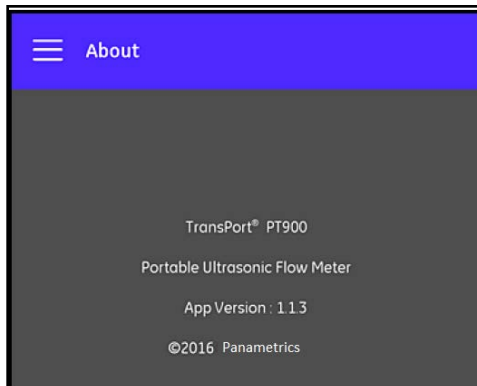 About
TransPort® PT900
Portable Ultrasonic Flow Meter
App Version : 1.1.3
©2016 Panametrics